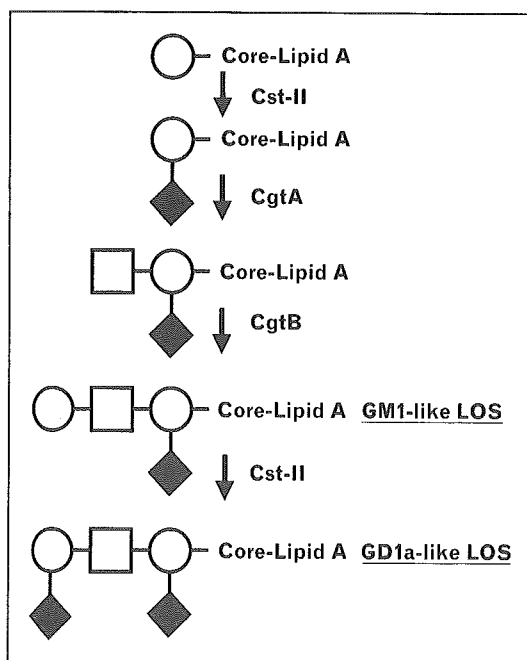 Core-Lipid A
Cst-II
Core-Lipid A
CgtA
Core-Lipid A
CgtB
Core-Lipid A GM1-like LOS
Cst-II
Core-Lipid A GD1a-like LOS